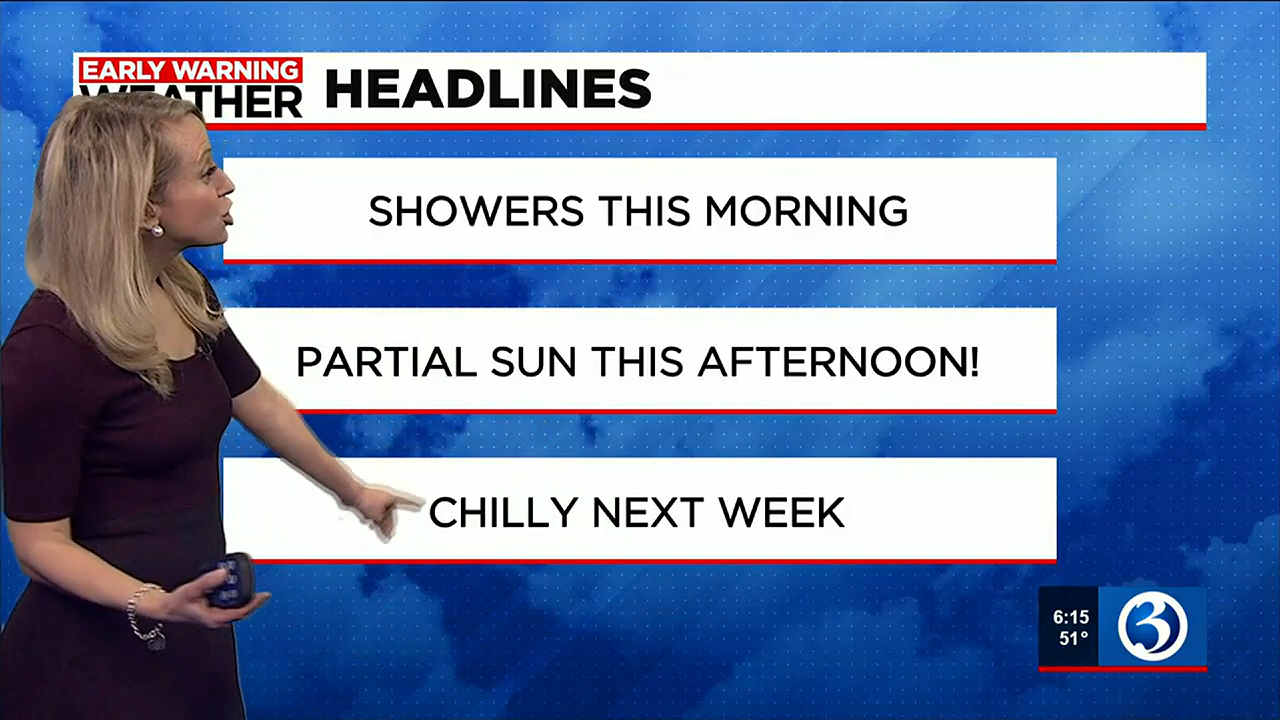 EARLY WARNING
WEATHER
HEADLINES
SHOWERS THIS MORNING
PARTIAL SUN THIS AFTERNOON!
CHILLY NEXT WEEK
6:15
51°
3